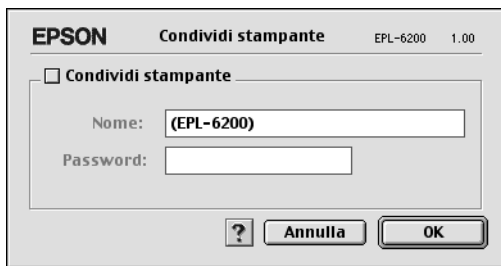 EPSON Condividi stampante EPL-6200 1.00
Condividi stampante
Nome: (EPL-6200)
Password:
? Annulla OK